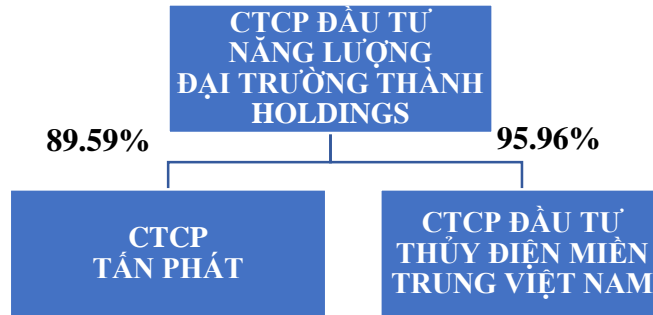 CTCP ĐẦU TƯ
NĂNG LƯỢNG
ĐẠI TRƯỜNG THÀNH
HOLDINGS
89.59%
95.96%
CTCP
TẤN PHÁT
CTCP ĐẦU TƯ
THỦY ĐIỆN MIỀN
TRUNG VIỆT NAM